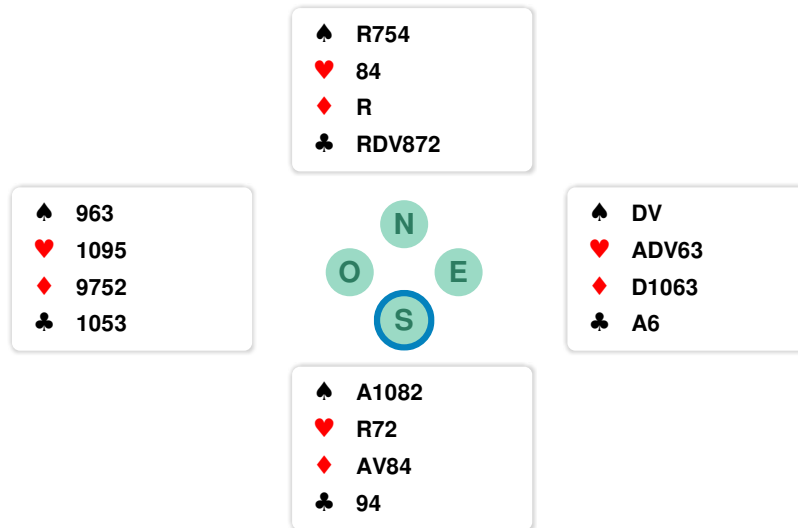 ♠ R754
♥ 84
♦ R
♣ RDV872
♠ 963
♥ 1095
♦ 9752
♣ 1053
N
O E
S
♠ DV
♥ ADV63
♦ D1063
♣ A6
♠ A1082
♥ R72
♦ AV84
♣ 94